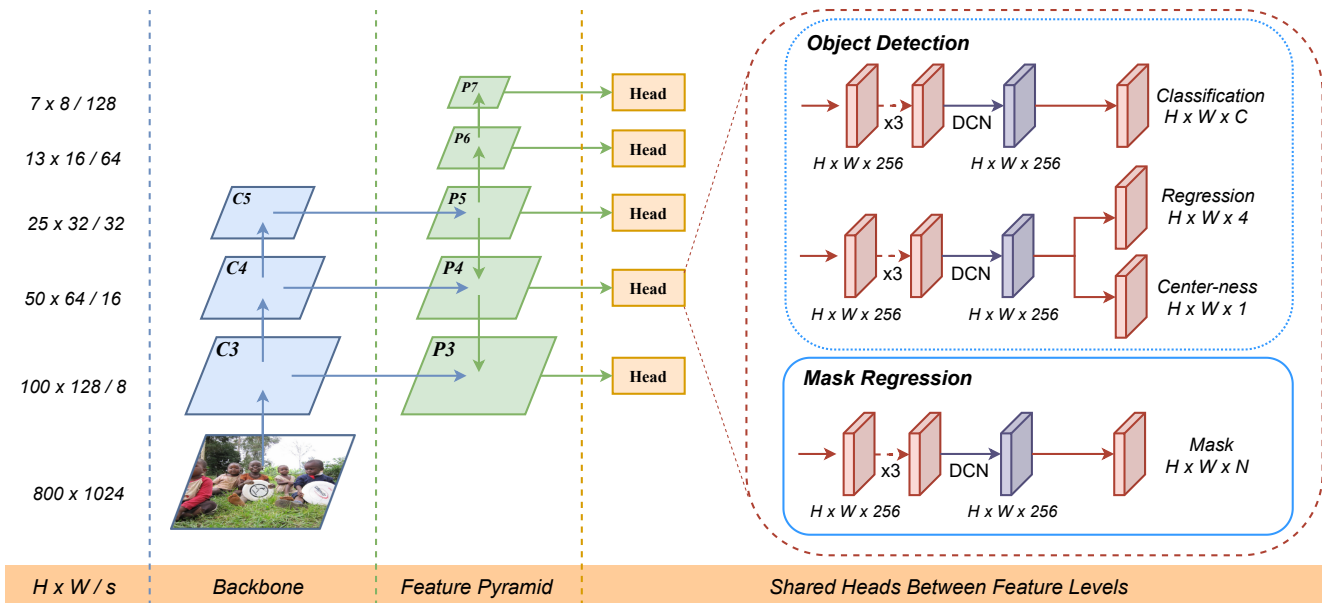 7 x 8 / 128
13 x 16 / 64
25 x 32 / 32
50 x 64 / 16
100 x 128 / 8
800 x 1024
H x W / s
C5
C4
C3
Backbone
P7
P6
P5
P4
P3
Feature Pyramid
Head
Head
Head
Head
Head
Object Detection
x3
DCN
H x W x 256
H x W x 256
Classification
H x W x C
x3
DCN
H x W x 256
H x W x 256
Regression
H x W x 4
Center-ness
H x W x 1
Mask Regression
x3
DCN
H x W x 256
H x W x 256
Mask
H x W x N
Shared Heads Between Feature Levels